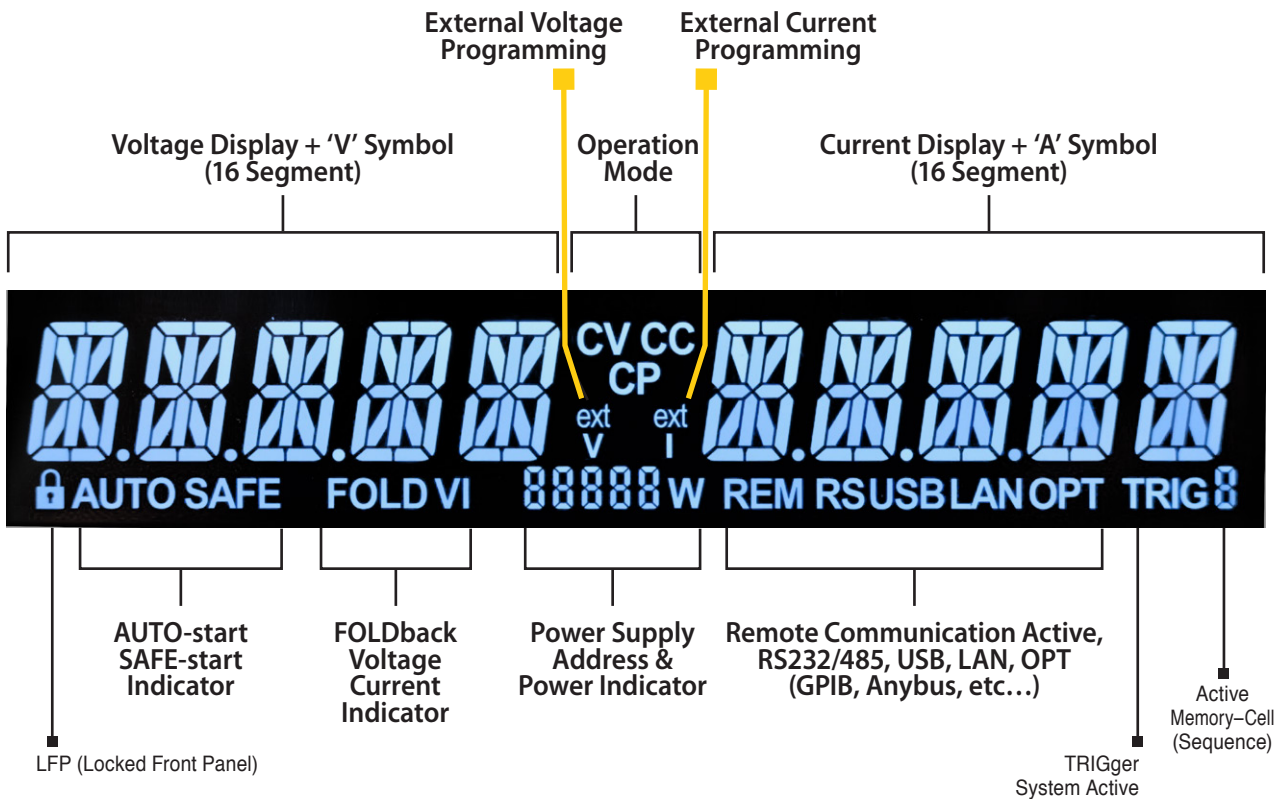 External Voltage
Programming
External Current
Programming
Voltage Display + ‘V’ Symbol
(16 Segment)
Operation
Mode
Current Display + ‘A’ Symbol
(16 Segment)
CV CC
CP
ext
V
ext
I
AUTO SAFE
FOLD VI
88888 W
REM RS USB LAN OPT
TRIG 8
AUTO-start
SAFE-start
Indicator
FOLDback
Voltage
Current
Indicator
Power Supply
Address &
Power Indicator
Remote Communication Active,
RS232/485, USB, LAN, OPT
(GPIB, Anybus, etc…)
Active
Memory–Cell
(Sequence)
LFP (Locked Front Panel)
TRIGger
System Active